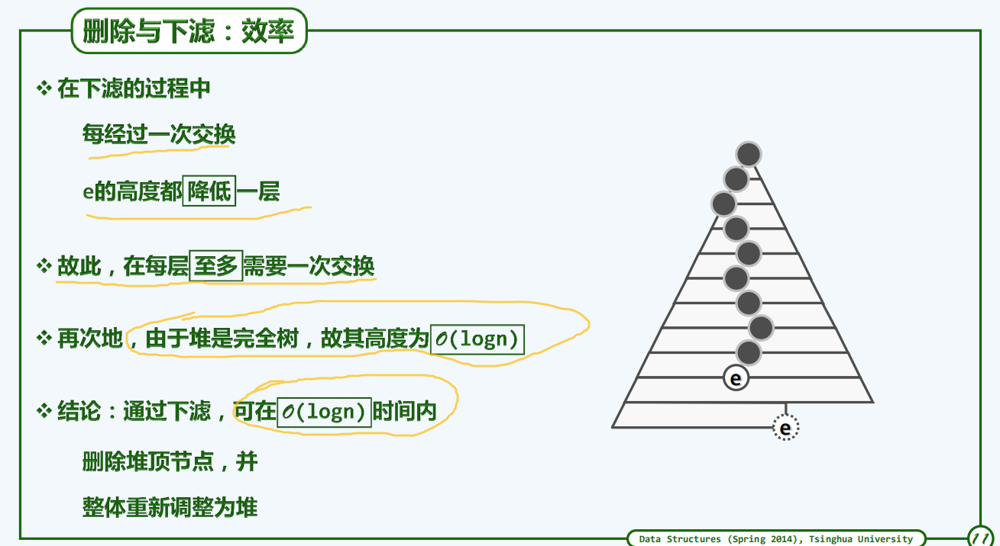 删除与下滤：效率
❖ 在下滤的过程中
每经过一次交换
e的高度都降低一层
❖ 故此，在每层至多需要一次交换
❖ 再次地，由于堆是完全树，故其高度为O(logn)
❖ 结论：通过下滤，可在O(logn)时间内
删除堆顶节点，并
整体重新调整为堆
e
e
Data Structures (Spring 2014), Tsinghua University
11